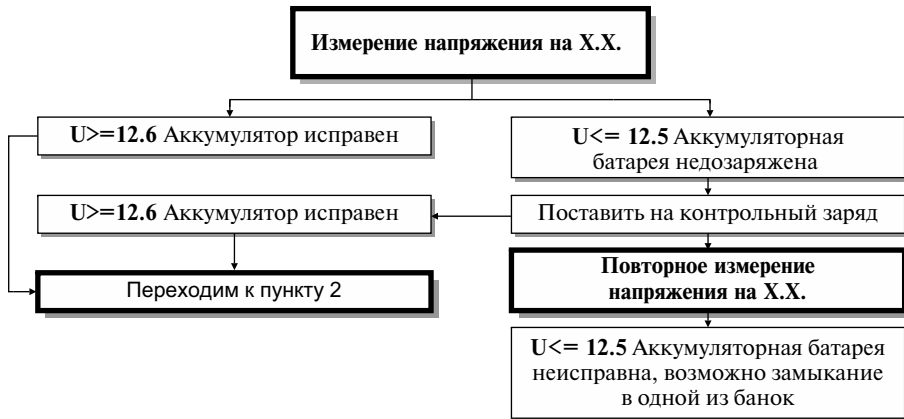 Измерение напряжения на Х.Х.
U>=12.6 Аккумулятор исправен
U<= 12.5 Аккумуляторная
батарея недозаряжена
U>=12.6 Аккумулятор исправен
Поставить на контрольный заряд
Переходим к пункту 2
Повторное измерение
напряжения на Х.Х.
U<= 12.5 Аккумуляторная батарея
неисправна, возможно замыкание
в одной из банок